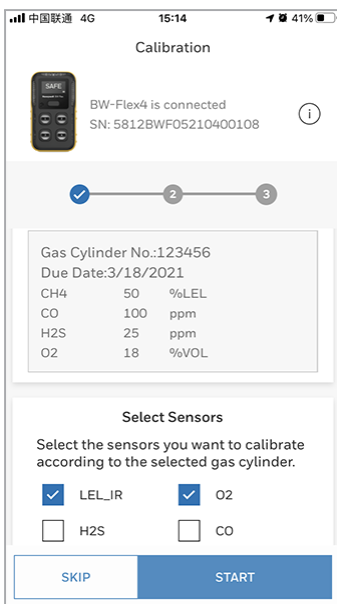 中国联通 4G 15:14 41%
Calibration
SAFE
BW-Flex4 is connected
SN: 5812BWF05210400108
i
2 3
Gas Cylinder No.:123456
Due Date:3/18/2021
CH4 50 %LEL
CO 100 ppm
H2S 25 ppm
O2 18 %VOL
Select Sensors
Select the sensors you want to calibrate
according to the selected gas cylinder.
LEL_IR O2
H2S CO
SKIP START